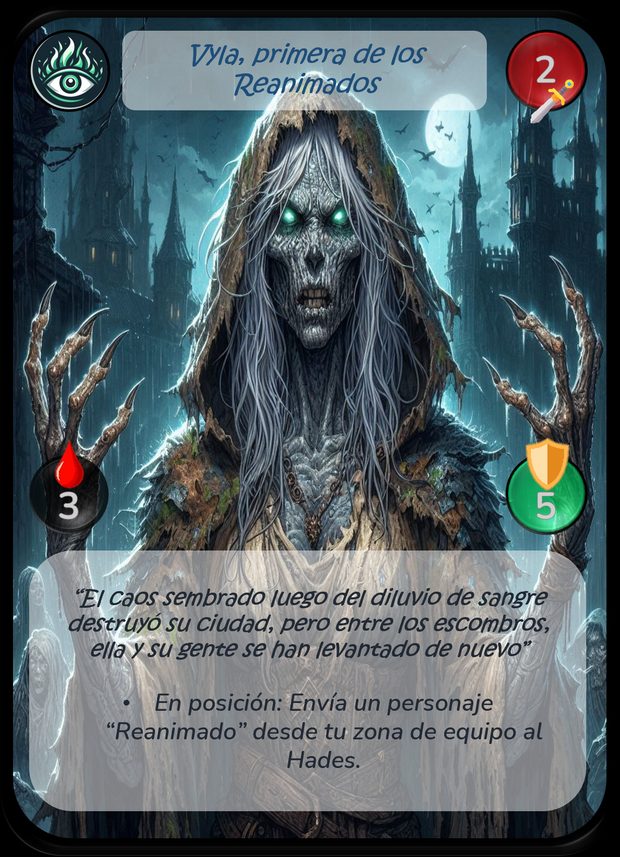 Vyla, primera de los
Reanimados
2
3
5
“El caos sembrado luego del diluvio de sangre
destruyó su ciudad, pero entre los escombros,
ella y su gente se han levantado de nuevo”
• En posición: Envía un personaje
“Reanimado” desde tu zona de equipo al
Hades.